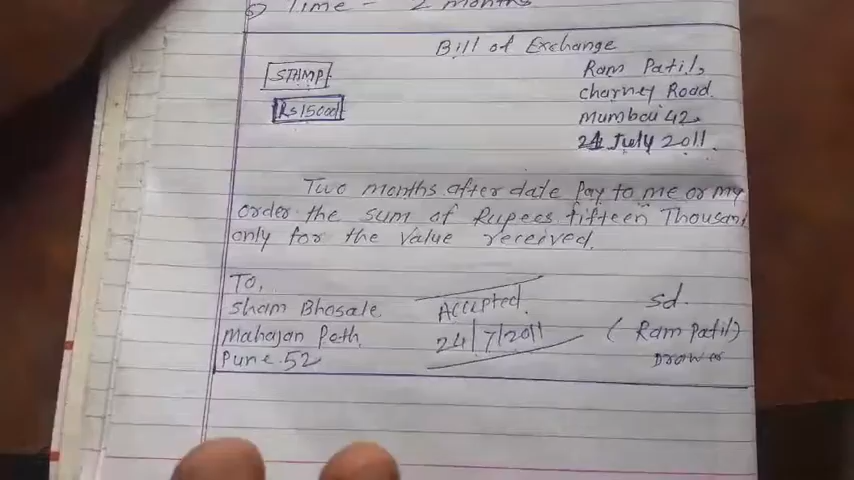 Time - 2 months
Bill of Exchange
STAMP
Rs 15000/
Ram Patil,
charney Road.
Mumbai 42.
24 July 2011.
Two months after date Pay to me or my
order the sum of Rupees fifteen Thousand
only for the value received.
To,
Sham Bhosale
Mahajan Peth.
Pune. 52
Accepted.
24/7/2011
sd.
(Ram Patil)
Drawer